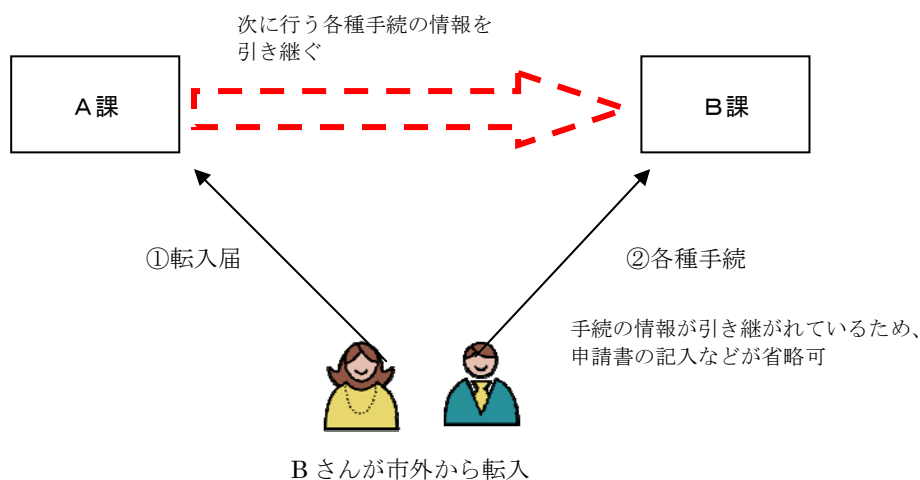 次に行う各種手続の情報を
引き継ぐ
A課
B課
①転入届
②各種手続
手続の情報が引き継がれているため、
申請書の記入などが省略可
B さんが市外から転入